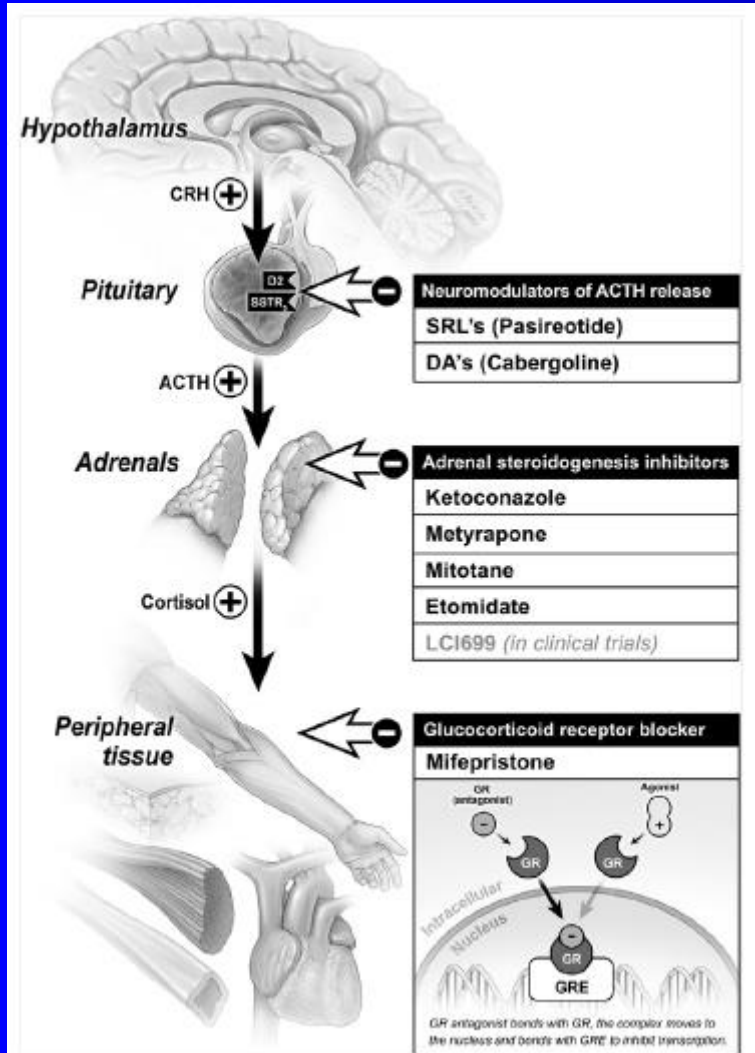 Hypothalamus
CRH +
D2
SSTR
Pituitary
Neuromodulators of ACTH release
SRL's (Pasireotide)
DA's (Cabergoline)
ACTH +
Adrenals
Adrenal steroidogenesis inhibitors
Ketoconazole
Metyrapone
Mitotane
Etomidate
LCI699 (in clinical trials)
Cortisol +
Peripheral
tissue
Glucocorticoid receptor blocker
Mifepristone
GR
(antagonist)
Agonist
−
+
GR
GR
Intracellular
Nucleus
−
GR
GRE
GR antagonist bonds with GR, the complex moves to
the nucleus and bonds with GRE to inhibit transcription.